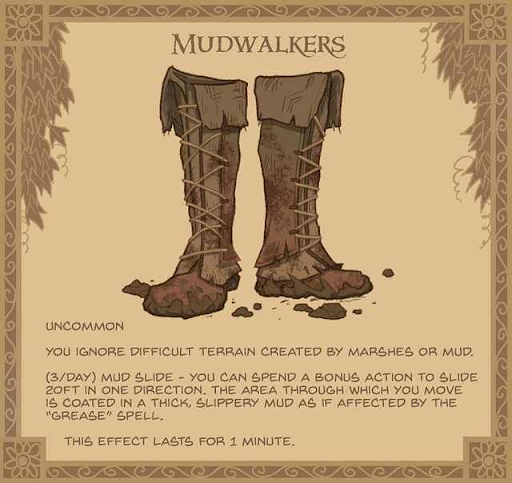 MUDWALKERS
UNCOMMON
YOU IGNORE DIFFICULT TERRAIN CREATED BY MARSHES OR MUD.
(3/DAY) MUD SLIDE - YOU CAN SPEND A BONUS ACTION TO SLIDE
20FT IN ONE DIRECTION. THE AREA THROUGH WHICH YOU MOVE
IS COATED IN A THICK, SLIPPERY MUD AS IF AFFECTED BY THE
"GREASE" SPELL.
THIS EFFECT LASTS FOR 1 MINUTE.